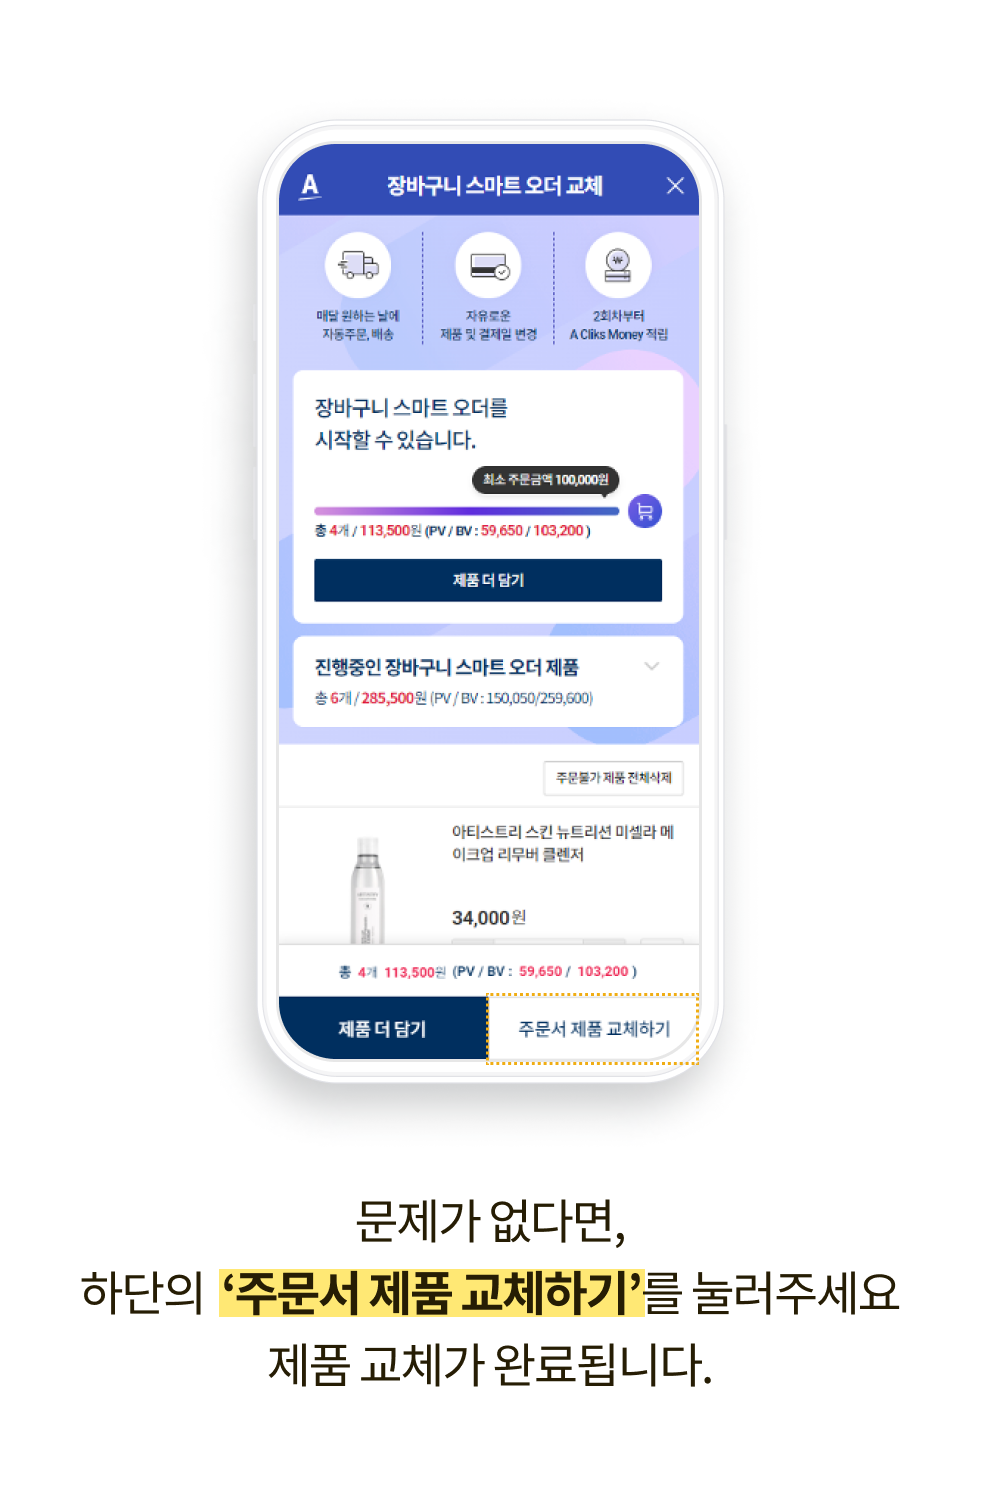 A
장바구니 스마트 오더 교체
매달 원하는 날에
자동주문, 배송
자유로운
제품 및 결제일 변경
2회차부터
A Cliks Money 적립
장바구니 스마트 오더를
시작할 수 있습니다.
최소 주문금액 100,000원
총 4개 / 113,500원 (PV / BV : 59,650 / 103,200 )
제품 더 담기
진행중인 장바구니 스마트 오더 제품
총 6개 / 285,500원 (PV / BV : 150,050/259,600)
주문불가 제품 전체삭제
아티스트리 스킨 뉴트리션 미셀라 메
이크업 리무버 클렌저
34,000원
총 4개 113,500원 (PV / BV : 59,650 / 103,200 )
제품 더 담기
주문서 제품 교체하기
문제가 없다면,
하단의 ‘주문서 제품 교체하기’를 눌러주세요
제품 교체가 완료됩니다.